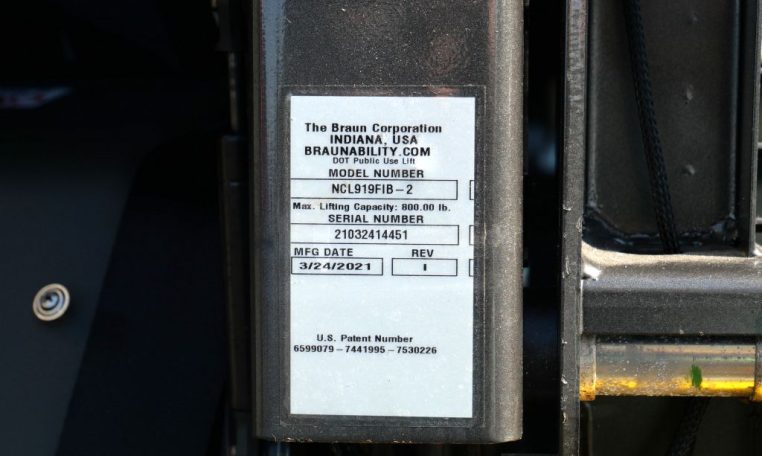 The Braun Corporation
INDIANA, USA
BRAUNABILITY.COM
DOT Public Use Lift
MODEL NUMBER
NCL919FIB-2
Max. Lifting Capacity: 800.00 lb.
SERIAL NUMBER
21032414451
MFG DATE REV
3/24/2021 I
U.S. Patent Number
6599079-7441995-7530226